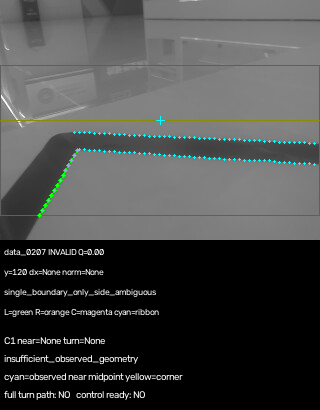 data_0207 INVALID Q=0.00
y=120 dx=None norm=None
single_boundary_only_side_ambiguous
L=green R=orange C=magenta cyan=ribbon
C1 near=None turn=None
insufficient_observed_geometry
cyan=observed near midpoint yellow=corner
full turn path: NO control ready: NO